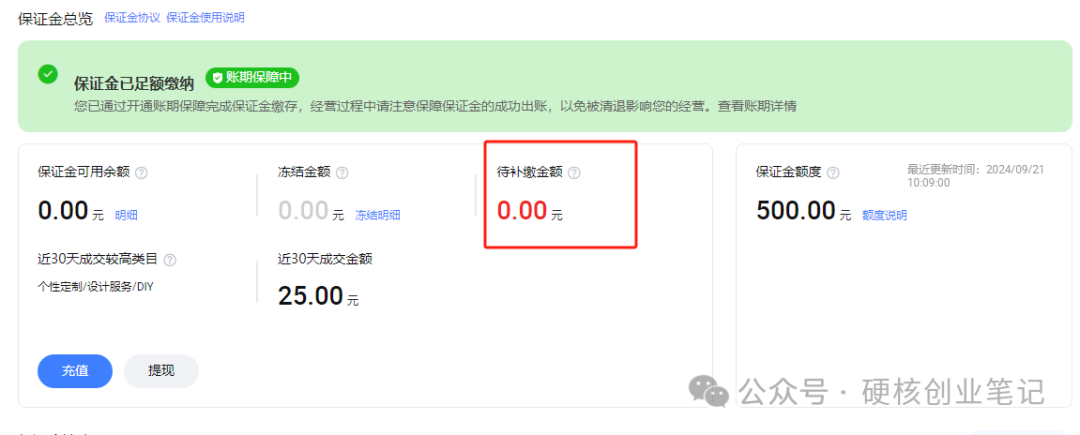 保证金总览 保证金协议 保证金使用说明
保证金已足额缴纳 账期保障中
您已通过开通账期保障完成保证金缴存，经营过程中请注意保障保证金的成功出账，以免被清退影响您的经营。查看账期详情
保证金可用余额
0.00 元 明细
冻结金额
0.00 元 冻结明细
待补缴金额
0.00 元
近30天成交较高类目
个性定制/设计服务/DIY
近30天成交金额
25.00 元
充值 提现
保证金额度
最近更新时间：2024/09/21
10:09:00
500.00 元 额度说明
公众号 · 硬核创业笔记